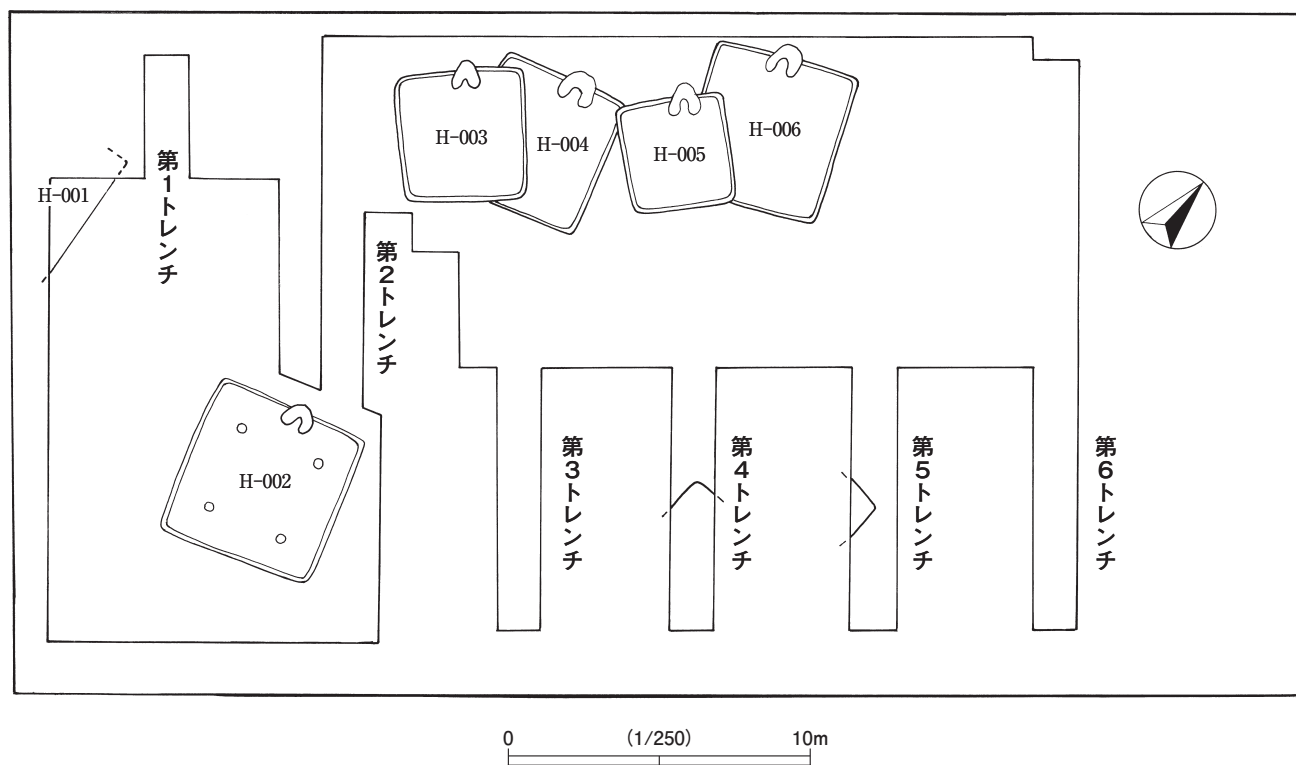 H-001
第1トレンチ
H-002
第2トレンチ
H-003
H-004
H-005
H-006
第3トレンチ
第4トレンチ
第5トレンチ
第6トレンチ
0 (1/250) 10m